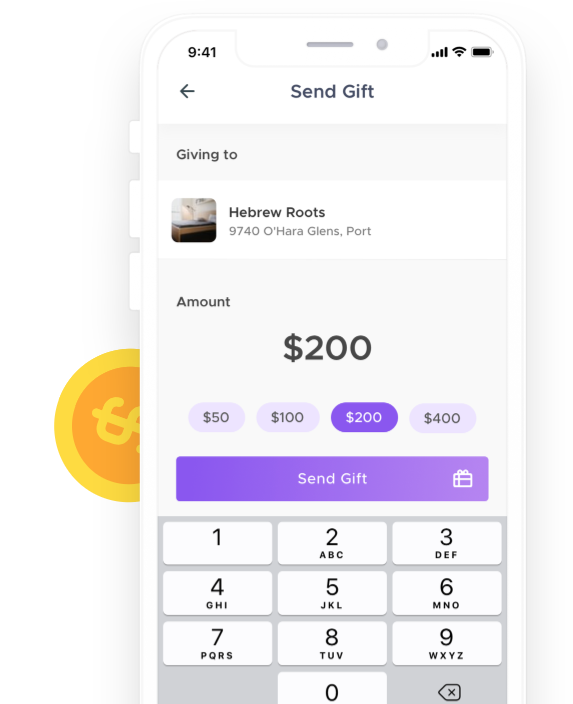 9:41
Send Gift
Giving to
Hebrew Roots
9740 O'Hara Glens, Port
Amount
$200
$50 $100 $200 $400
Send Gift
1 2 3
ABC DEF
4 5 6
GHI JKL MNO
7 8 9
PQRS TUV WXYZ
0
$